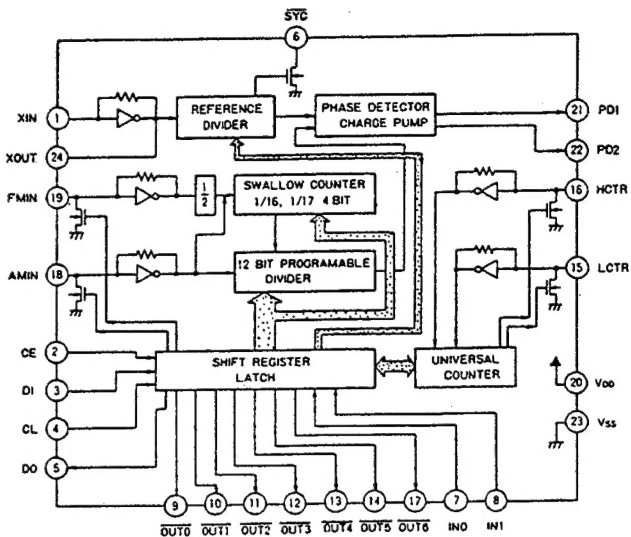 SYC
6
XIN 1
XOUT 24
REFERENCE
DIVIDER
PHASE DETECTOR
CHARGE PUMP
21 PD1
22 PD2
FMIN 19
1/2
SWALLOW COUNTER
1/16, 1/17 4 BIT
16 HCTR
AMIN 18
12 BIT PROGRAMABLE
DIVIDER
15 LCTR
CE 2
DI 3
CL 4
DO 5
SHIFT REGISTER
LATCH
UNIVERSAL
COUNTER
20 VDD
23 VSS
9 10 11 12 13 14 17 7 8
OUT0 OUT1 OUT2 OUT3 OUT4 OUT5 OUT6 IN0 IN1